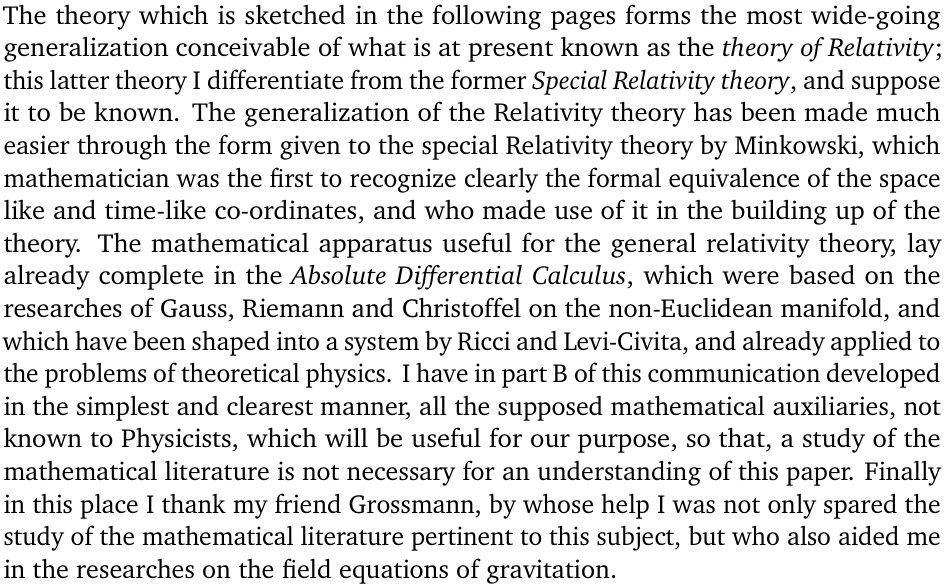 The theory which is sketched in the following pages forms the most wide-going
generalization conceivable of what is at present known as the theory of Relativity;
this latter theory I differentiate from the former Special Relativity theory, and suppose
it to be known. The generalization of the Relativity theory has been made much
easier through the form given to the special Relativity theory by Minkowski, which
mathematician was the first to recognize clearly the formal equivalence of the space
like and time-like co-ordinates, and who made use of it in the building up of the
theory. The mathematical apparatus useful for the general relativity theory, lay
already complete in the Absolute Differential Calculus, which were based on the
researches of Gauss, Riemann and Christoffel on the non-Euclidean manifold, and
which have been shaped into a system by Ricci and Levi-Civita, and already applied to
the problems of theoretical physics. I have in part B of this communication developed
in the simplest and clearest manner, all the supposed mathematical auxiliaries, not
known to Physicists, which will be useful for our purpose, so that, a study of the
mathematical literature is not necessary for an understanding of this paper. Finally
in this place I thank my friend Grossmann, by whose help I was not only spared the
study of the mathematical literature pertinent to this subject, but who also aided me
in the researches on the field equations of gravitation.